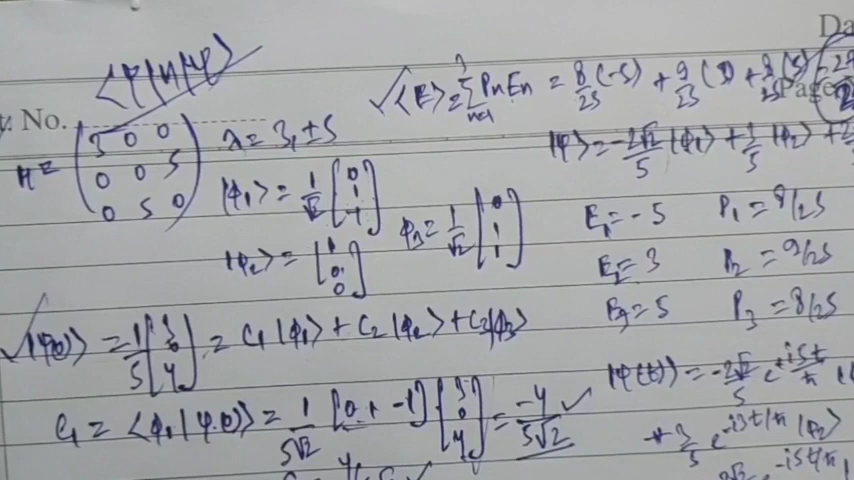 Da
⟨ψ|H|ψ⟩
✓⟨E⟩ = Σ Pn En = 8/25 (-5) + 9/25 (3) + 8/25 (5)
n=1
No.
Page
H = (3 0 0
0 0 5
0 5 0)
λ = 3, ±5
|ψ⟩ = -2√2/5 |φ1⟩ + 3/5 |φ2⟩ +
|φ1⟩ = 1/√2 [0 1 -1]
φ3 = 1/√2 [0 1 1]
E1 = -5 P1 = 8/25
|φ2⟩ = [1 0 0]
E2 = 3 P2 = 9/25
E3 = 5 P3 = 8/25
✓|ψ(0)⟩ = 1/5 [3 0 4] = C1 |φ1⟩ + C2 |φ2⟩ + C3 |φ3⟩
|ψ(t)⟩ = -2√2/5 e^{+i5t/ħ}
C1 = ⟨φ1|ψ(0)⟩ = 1/5√2 [0 1 -1] [3 0 4] = -4/5√2 ✓
+ 3/5 e^{-i3t/ħ} |φ2⟩
e^{-i5t/ħ}